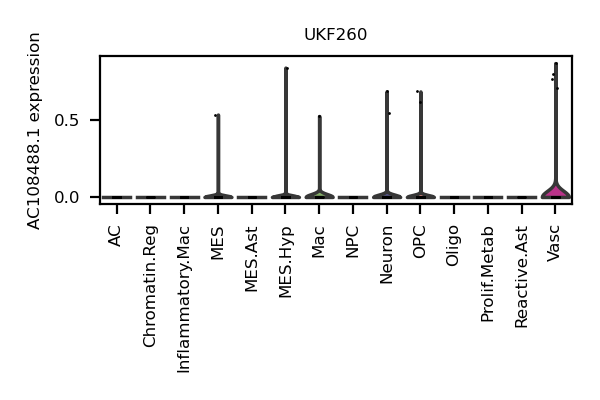 UKF260
AC108488.1 expression
0.5
0.0
AC
Chromatin.Reg
Inflammatory.Mac
MES
MES.Ast
MES.Hyp
Mac
NPC
Neuron
OPC
Oligo
Prolif.Metab
Reactive.Ast
Vasc